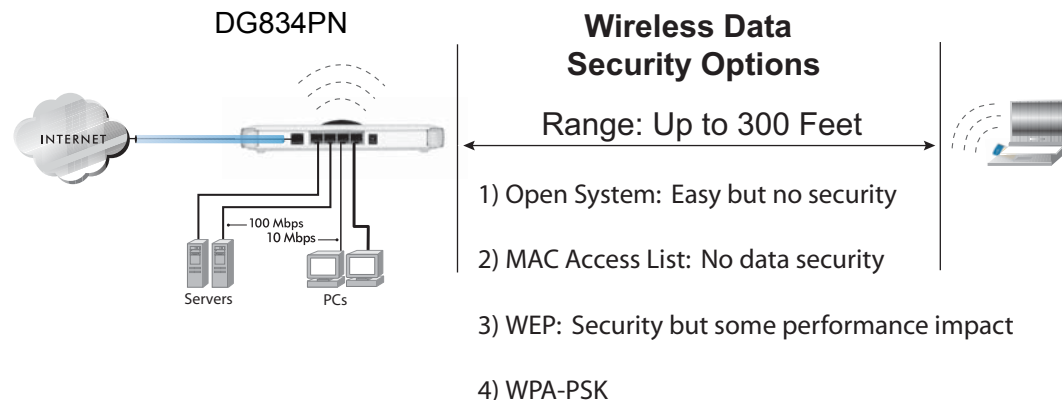 DG834PN
Wireless Data
Security Options
INTERNET
Range: Up to 300 Feet
1) Open System: Easy but no security
100 Mbps
10 Mbps
2) MAC Access List: No data security
Servers
PCs
3) WEP: Security but some performance impact
4) WPA-PSK